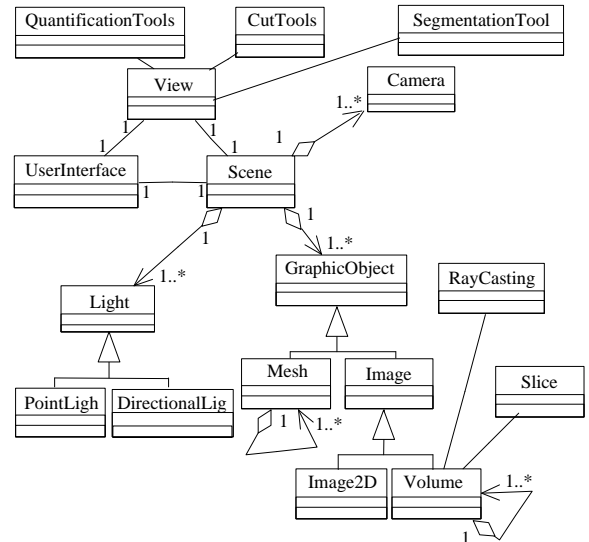 QuantificationTools
CutTools
SegmentationTool
View
Camera
1..*
1
1
1
1
1
UserInterface
Scene
1
1
1
1
1..*
1..*
GraphicObject
Light
RayCasting
Mesh
Image
Slice
PointLigh
DirectionalLig
1
1..*
Image2D
Volume
1..*
1